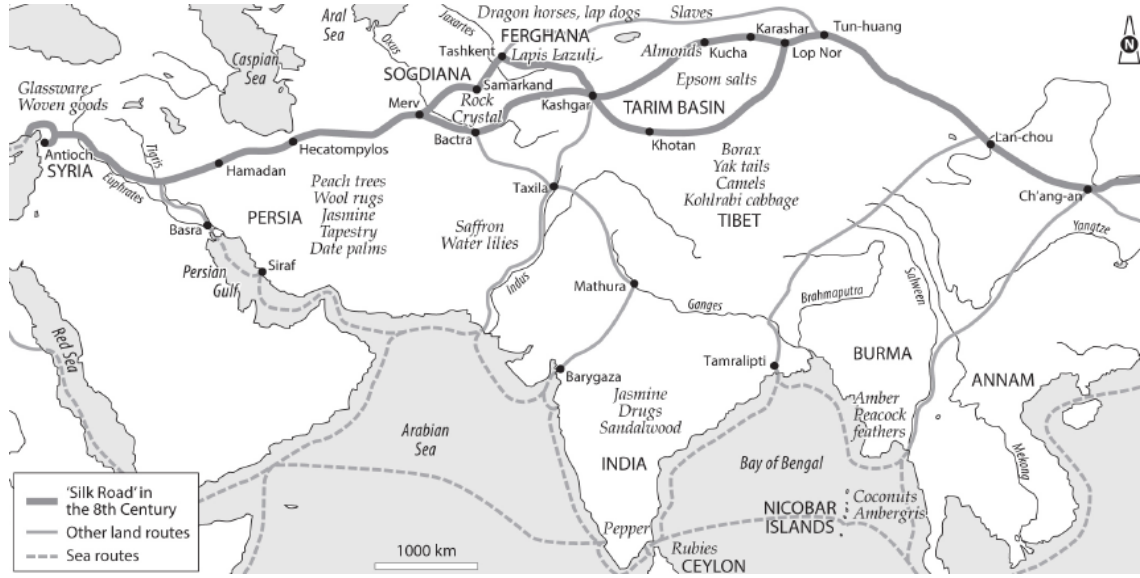 Dragon horses, lap dogs
Slaves
Aral
Sea
Jaxartes
Oxus
FERGHANA
Tashkent
Lapis Lazuli
Karashar
Tun-huang
Almonds
Kucha
Lop Nor
N
Caspian
Sea
SOGDIANA
Samarkand
Epsom salts
Glassware
Woven goods
Merv
Rock
Crystal
Kashgar
TARIM BASIN
Bactra
Khotan
Lan-chou
Antioch
SYRIA
Tigris
Euphrates
Hecatompylos
Hamadan
Borax
Yak tails
Camels
Kohlrabi cabbage
TIBET
Ch'ang-an
Peach trees
Wool rugs
Jasmine
Tapestry
Date palms
PERSIA
Taxila
Saffron
Water lilies
Basra
Yangtze
Siraf
Persian
Gulf
Indus
Mathura
Ganges
Brahmaputra
Salween
Red Sea
BURMA
Tamralipti
ANNAM
Barygaza
Jasmine
Drugs
Sandalwood
Amber
Peacock
feathers
Arabian
Sea
INDIA
Bay of Bengal
Mekong
'Silk Road' in
the 8th Century
Other land routes
Sea routes
NICOBAR
ISLANDS
Coconuts
Ambergris
Pepper
1000 km
Rubies
CEYLON